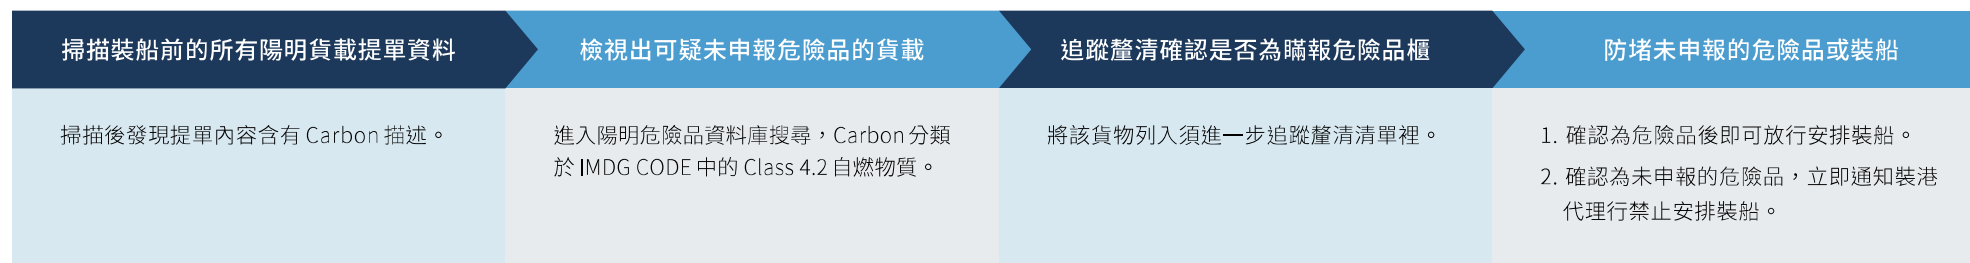 掃描裝船前的所有陽明貨載提單資料
檢視出可疑未申報危險品的貨載
追蹤釐清確認是否為瞞報危險品櫃
防堵未申報的危險品或裝船
掃描後發現提單內容含有 Carbon 描述。
進入陽明危險品資料庫搜尋，Carbon 分類
於 IMDG CODE 中的 Class 4.2 自燃物質。
將該貨物列入須進一步追蹤釐清清單裡。
1. 確認為危險品後即可放行安排裝船。
2. 確認為未申報的危險品，立即通知裝港
代理行禁止安排裝船。